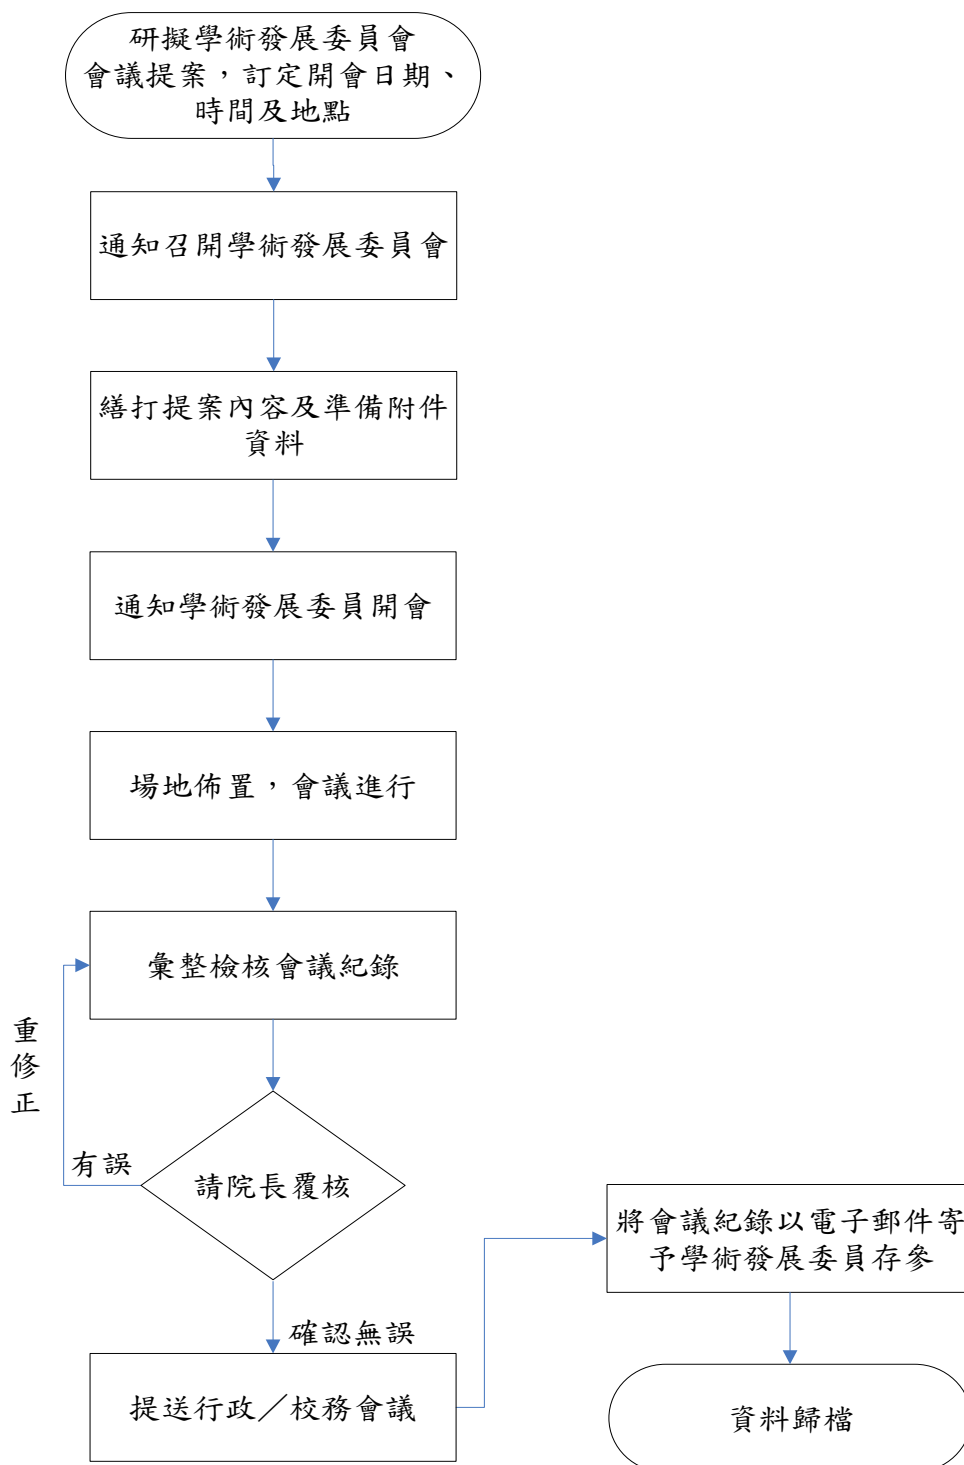 研擬學術發展委員會
會議提案，訂定開會日期、
時間及地點
通知召開學術發展委員會
繕打提案內容及準備附件
資料
通知學術發展委員開會
場地佈置，會議進行
彙整檢核會議紀錄
重
修
正
有誤
請院長覆核
確認無誤
提送行政／校務會議
將會議紀錄以電子郵件寄
予學術發展委員存參
資料歸檔